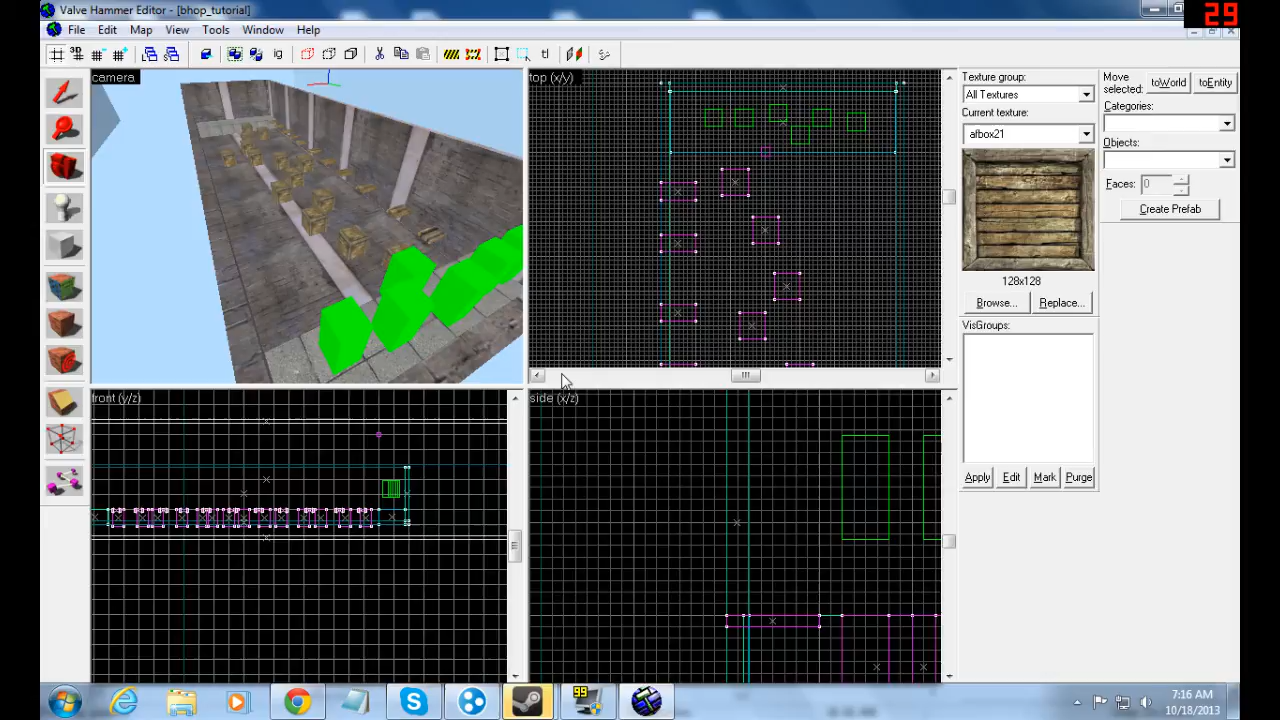 Valve Hammer Editor - [bhop_tutorial]
29
File Edit Map View Tools Window Help
camera
top (x/y)
front (y/z)
side (x/z)
Texture group:
All Textures
Current texture:
afbox21
128x128
Browse...
Replace...
VisGroups:
Apply
Edit
Mark
Purge
Move
selected:
toWorld
toEntity
Categories:
Objects:
Faces:
0
Create Prefab
99
7:16 AM
10/18/2013